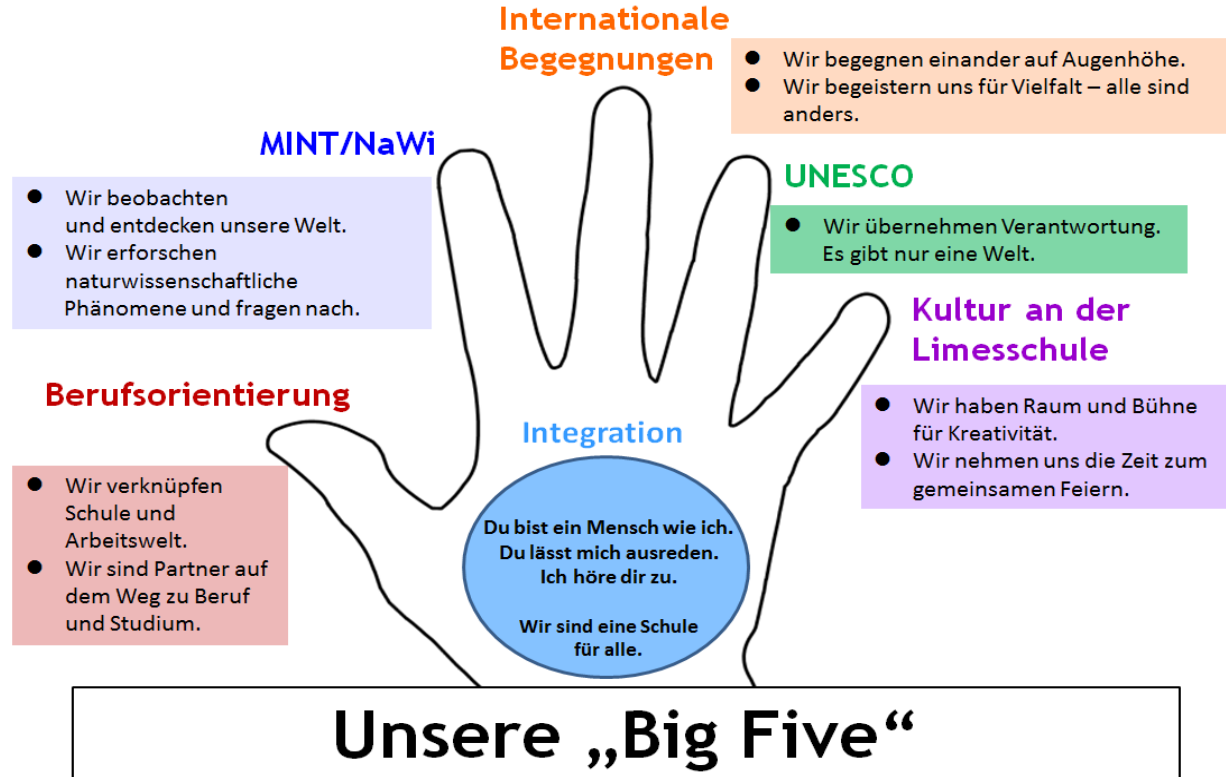 Internationale
Begegnungen
● Wir begegnen einander auf Augenhöhe.
● Wir begeistern uns für Vielfalt – alle sind
anders.
MINT/NaWi
● Wir beobachten
und entdecken unsere Welt.
● Wir erforschen
naturwissenschaftliche
Phänomene und fragen nach.
UNESCO
● Wir übernehmen Verantwortung.
Es gibt nur eine Welt.
Kultur an der
Limesschule
● Wir haben Raum und Bühne
für Kreativität.
● Wir nehmen uns die Zeit zum
gemeinsamen Feiern.
Berufsorientierung
● Wir verknüpfen
Schule und
Arbeitswelt.
● Wir sind Partner auf
dem Weg zu Beruf
und Studium.
Integration
Du bist ein Mensch wie ich.
Du lässt mich ausreden.
Ich höre dir zu.
Wir sind eine Schule
für alle.
Unsere „Big Five“